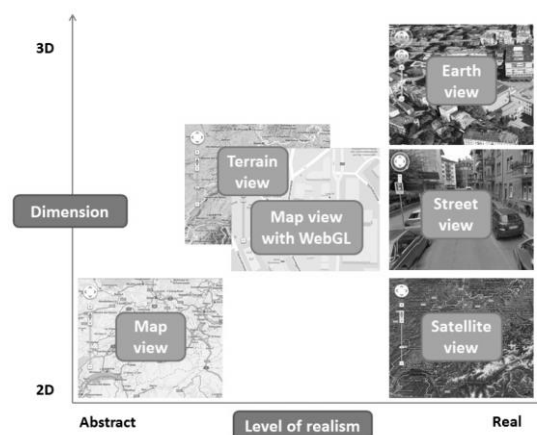 3D
Earth
view
Terrain
view
Map view
with WebGL
Street
view
Dimension
Map
view
Satellite
view
2D
Abstract
Level of realism
Real